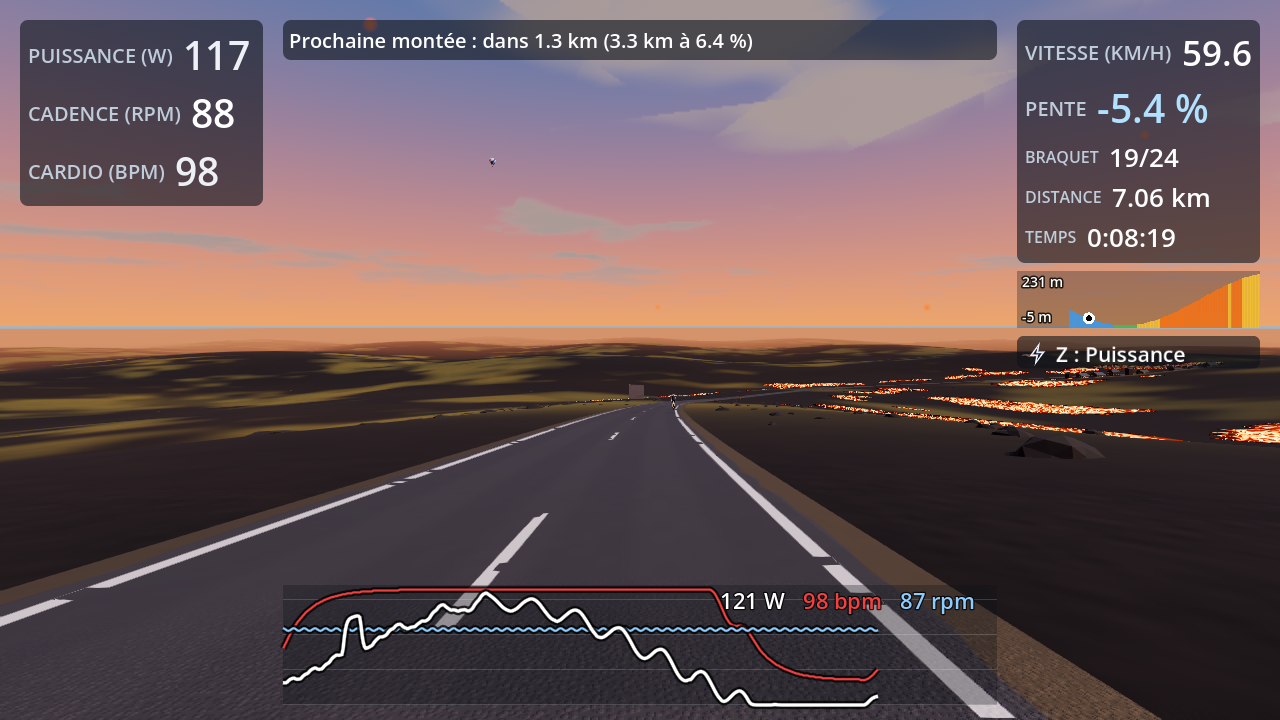 PUISSANCE (W) 117
CADENCE (RPM) 88
CARDIO (BPM) 98
Prochaine montée : dans 1.3 km (3.3 km à 6.4 %)
VITESSE (KM/H) 59.6
PENTE -5.4 %
BRAQUET 19/24
DISTANCE 7.06 km
TEMPS 0:08:19
231 m
-5 m
Z : Puissance
121 W 98 bpm 87 rpm